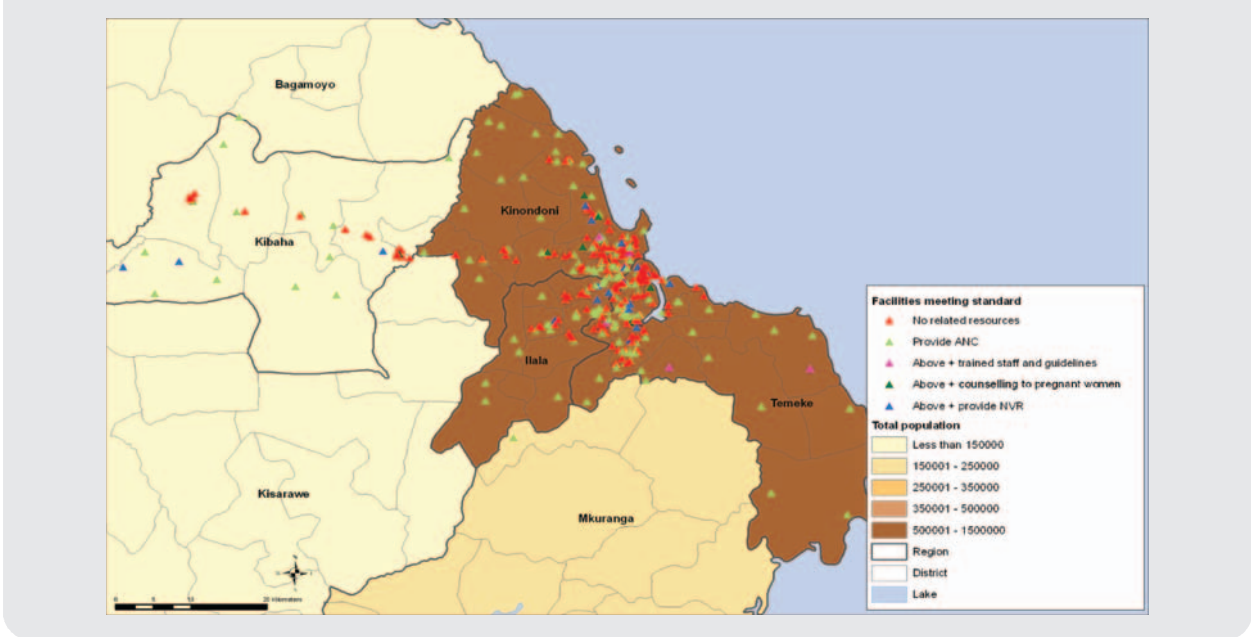 Bagamoyo
Kinondoni
Kibaha
Ilala
Temeke
Kisarawe
Mkuranga
Facilities meeting standard
No related resources
Provide ANC
Above + trained staff and guidelines
Above + counselling to pregnant women
Above + provide NVR
Total population
Less than 150000
150001 - 250000
250001 - 350000
350001 - 500000
500001 - 1500000
Region
District
Lake
20 Kilometers